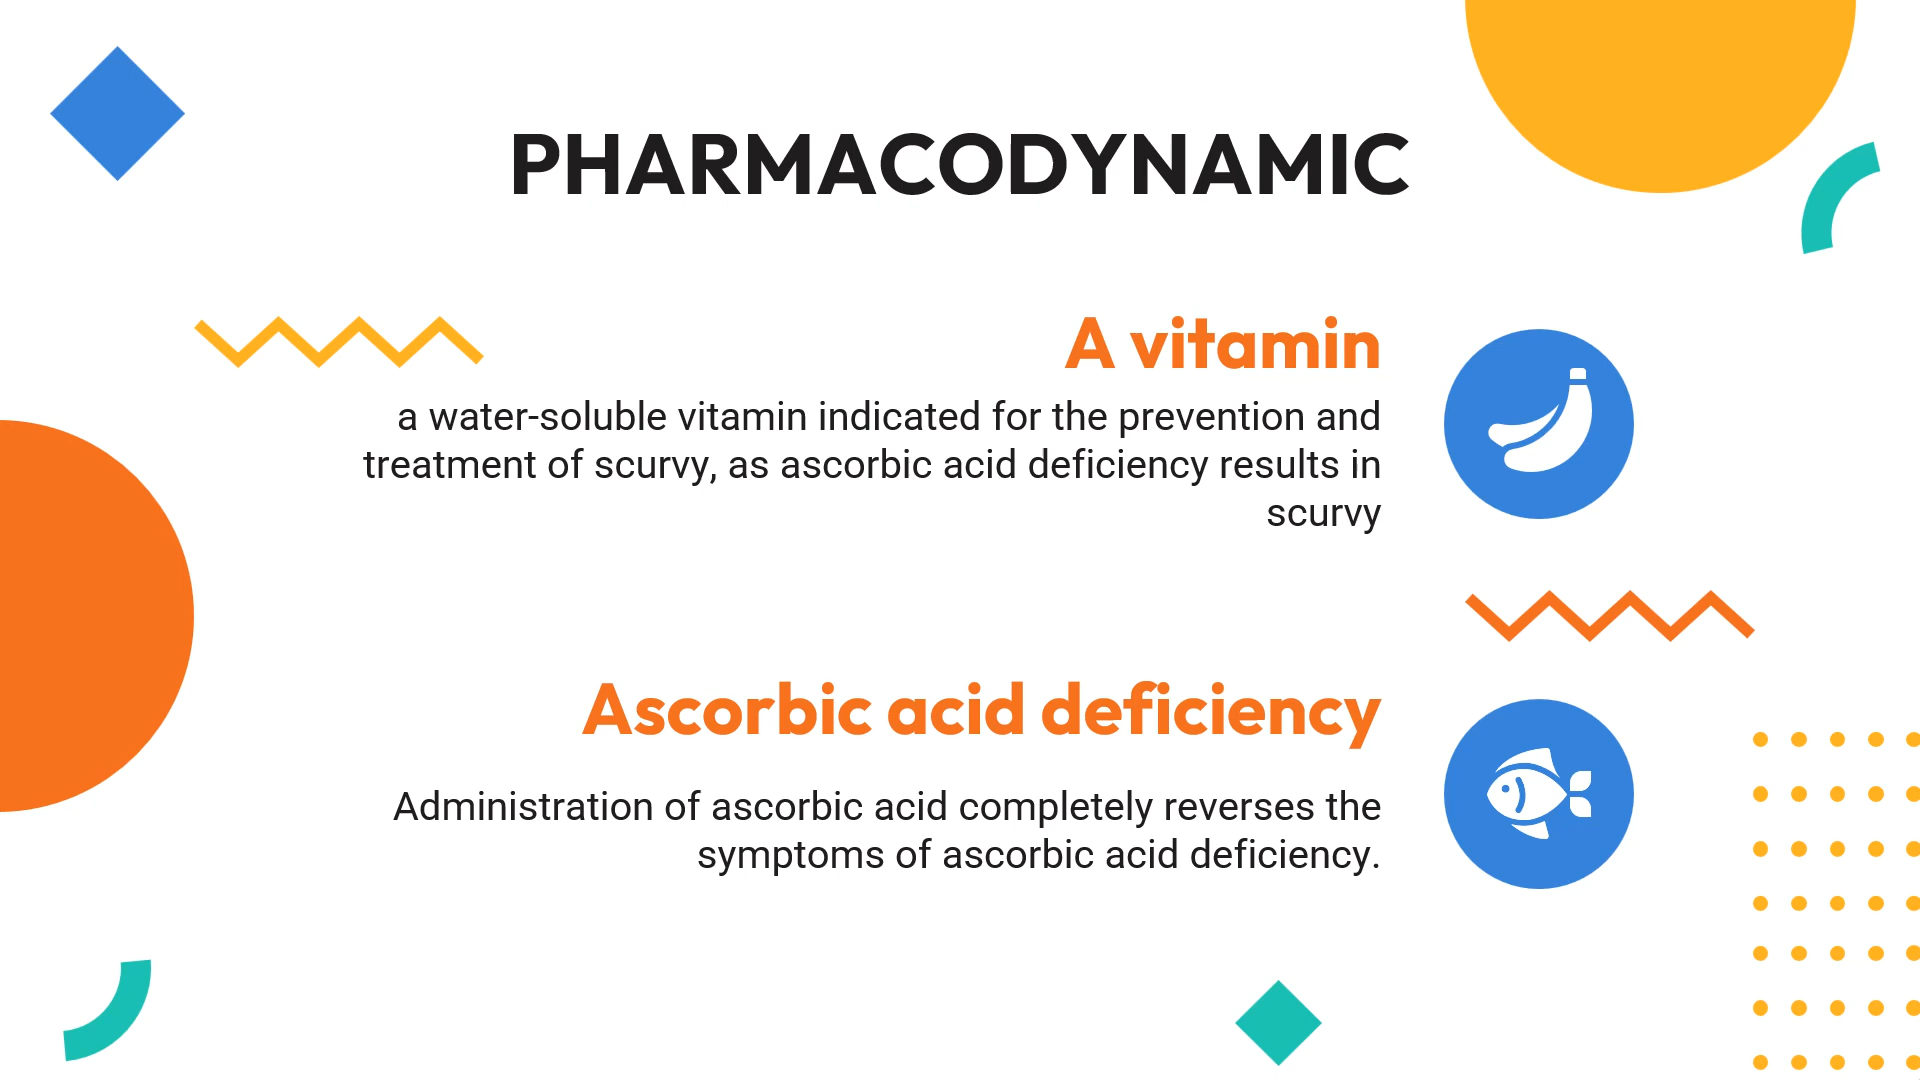 PHARMACODYNAMIC
A vitamin
a water-soluble vitamin indicated for the prevention and
treatment of scurvy, as ascorbic acid deficiency results in
scurvy
Ascorbic acid deficiency
Administration of ascorbic acid completely reverses the
symptoms of ascorbic acid deficiency.